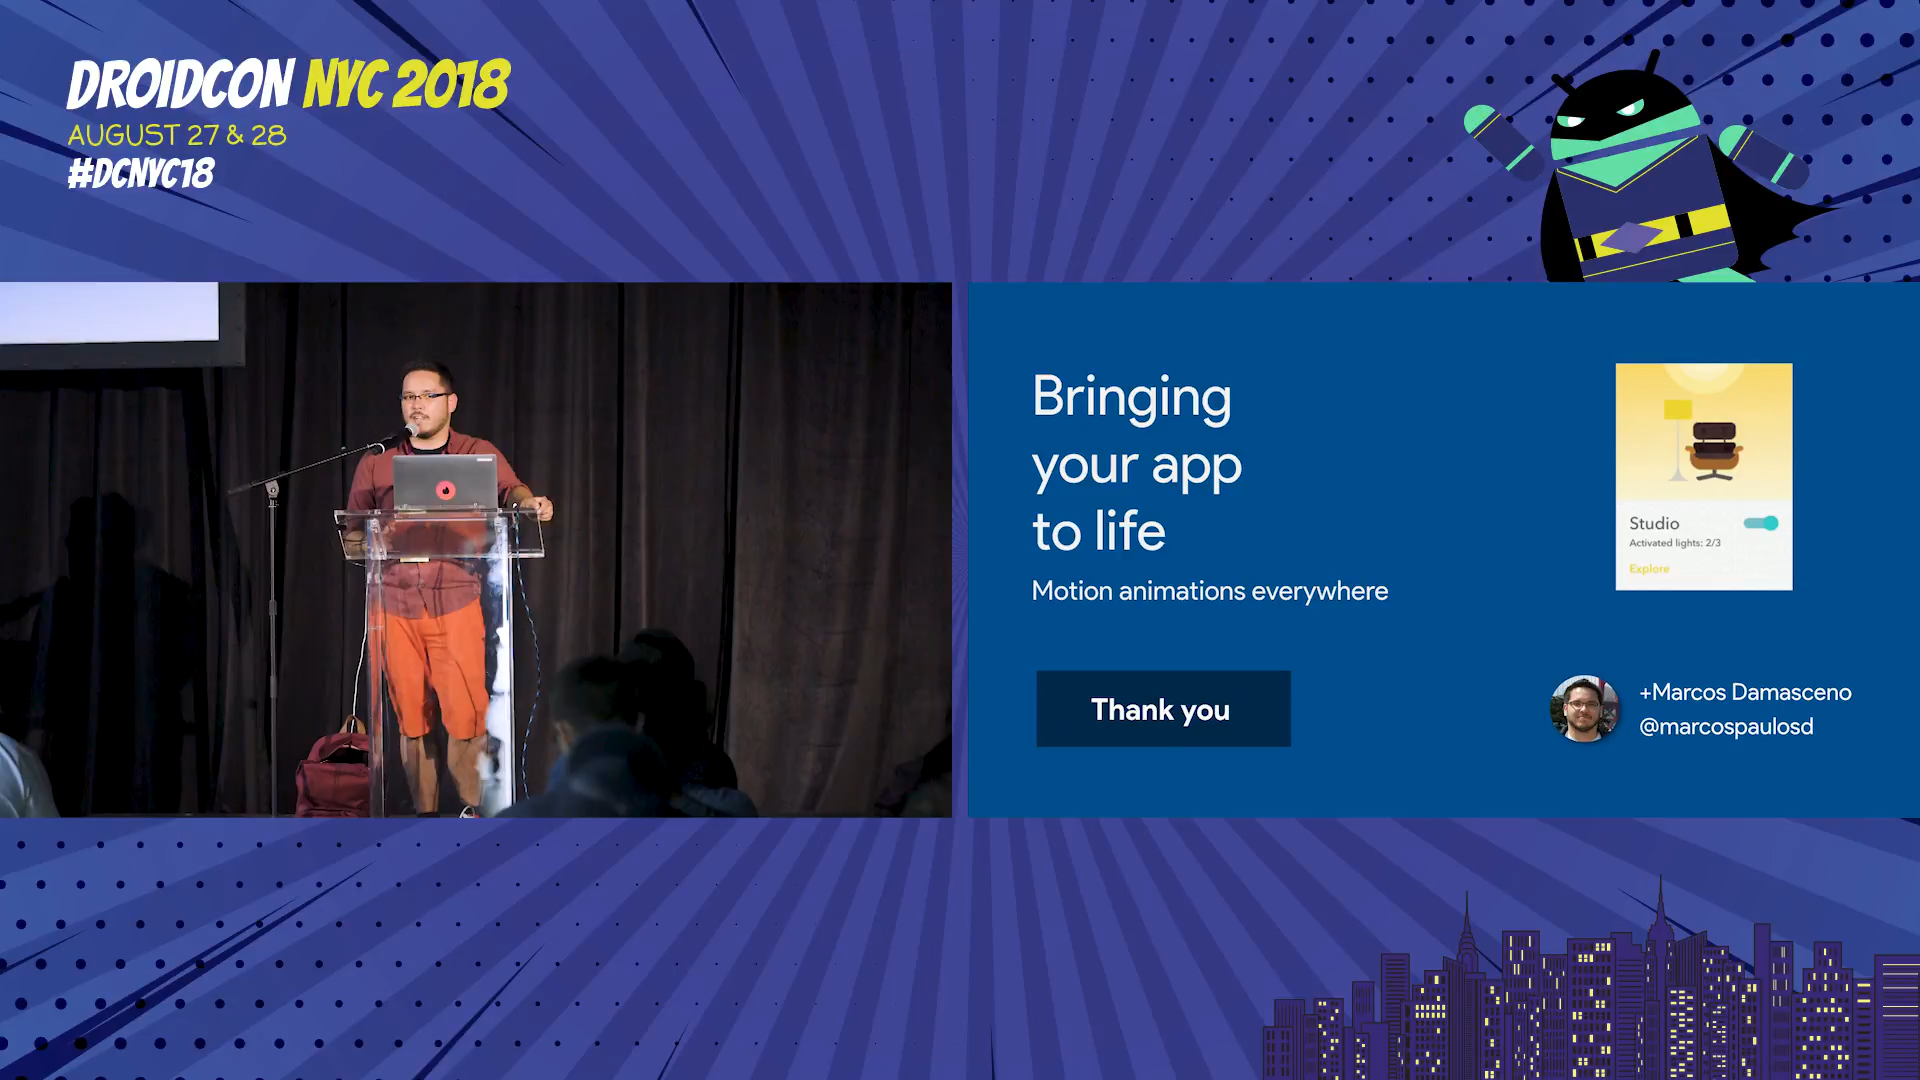 DROIDCON NYC 2018
AUGUST 27 & 28
#DCNYC18
Bringing
your app
to life
Motion animations everywhere
Thank you
Studio
Activated lights: 2/3
Explore
+Marcos Damasceno
@marcospaulosd